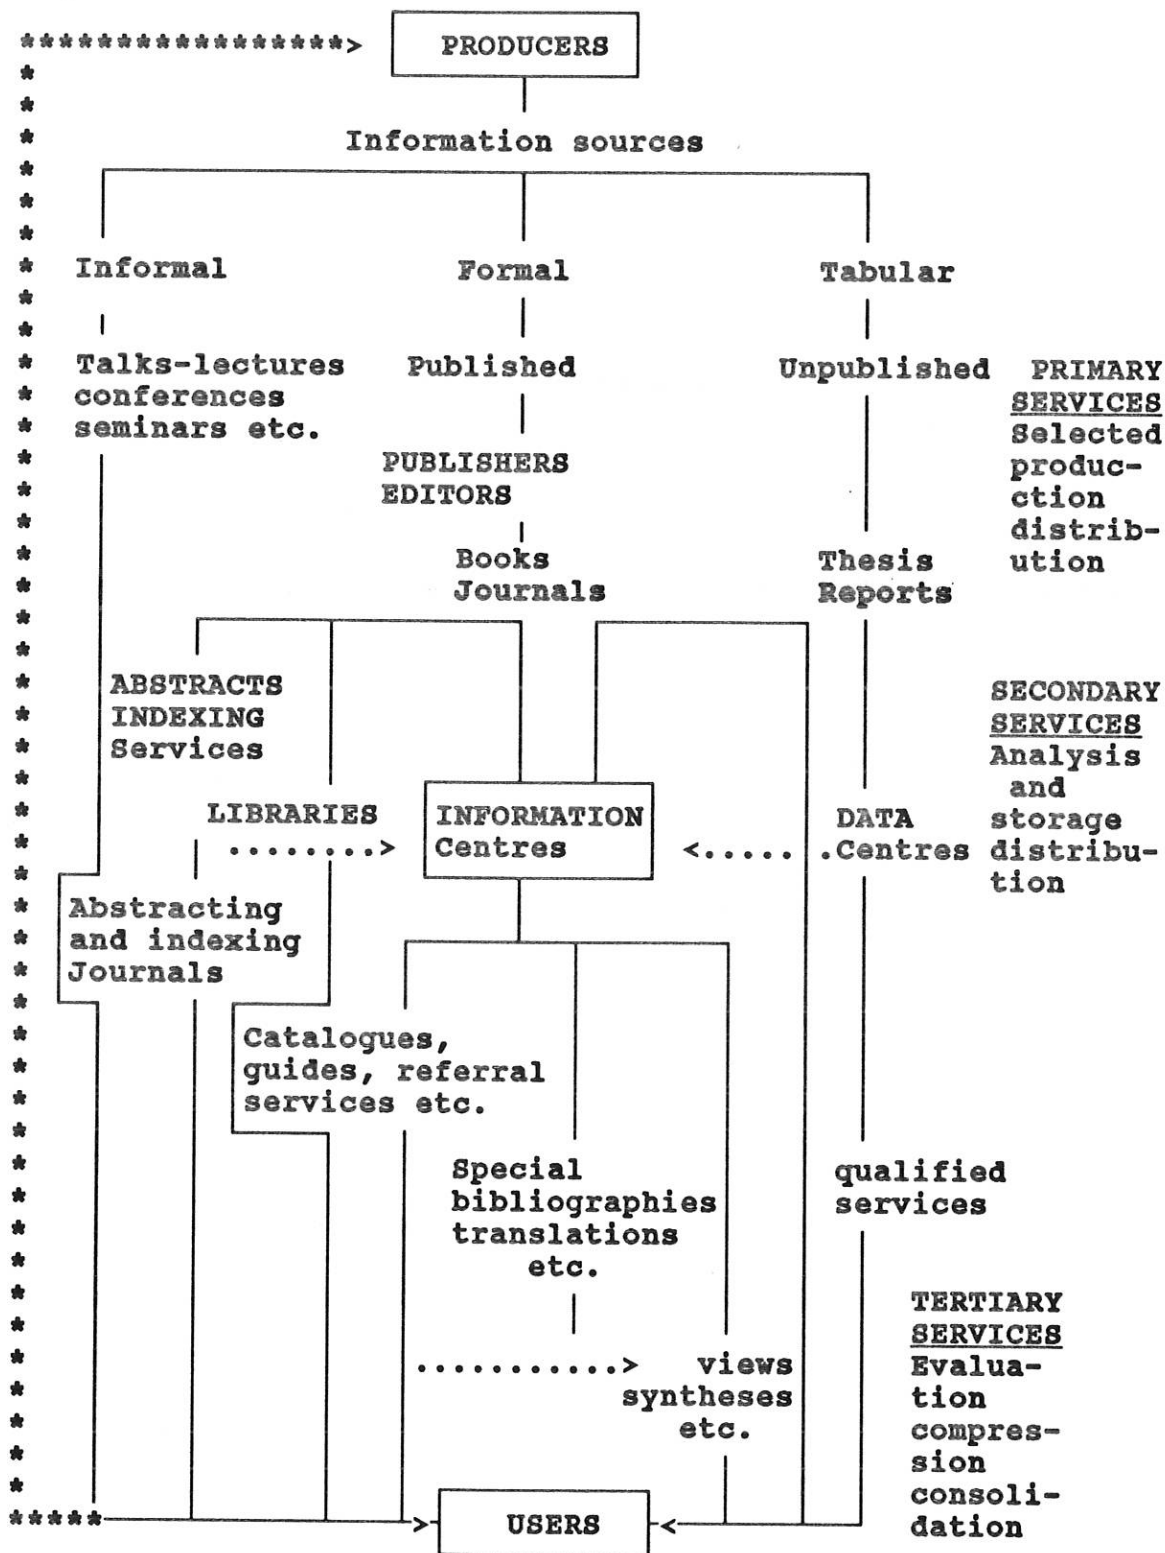 PRODUCERS
Information sources
Informal Formal Tabular
Talks-lectures
conferences
seminars etc.
Published
Unpublished
PRIMARY
SERVICES
Selected
produc-
ction
distrib-
ution
PUBLISHERS
EDITORS
Books
Journals
Thesis
Reports
ABSTRACTS
INDEXING
Services
SECONDARY
SERVICES
Analysis
and
storage
distribu-
tion
LIBRARIES
INFORMATION
Centres
DATA
Centres
Abstracting
and indexing
Journals
Catalogues,
guides, referral
services etc.
Special
bibliographies
translations
etc.
qualified
services
views
syntheses
etc.
TERTIARY
SERVICES
Evalua-
tion
compres-
sion
consoli-
dation
USERS